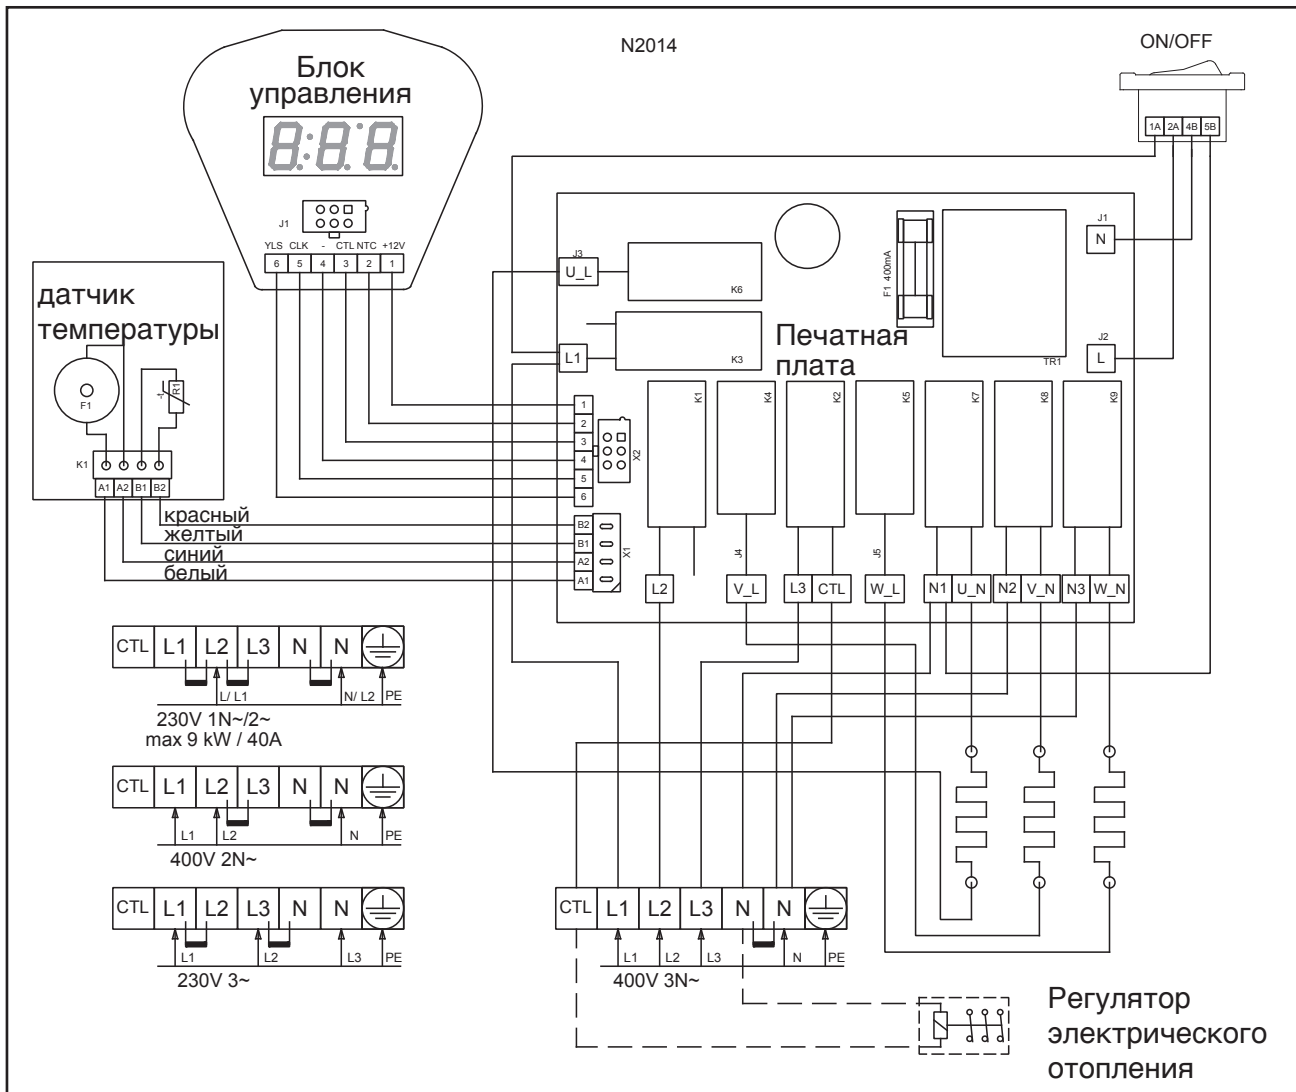 N2014
ON/OFF
Блок
управления
1A 2A 4B 5B
J1
YLS CLK - CTL NTC +12V
6 5 4 3 2 1
датчик
температуры
F1
R1
-t
K1
A1 A2 B1 B2
красный
желтый
синий
белый
J3
U_L
K6
L1
K3
Печатная
плата
F1 400mA
TR1
J1
N
J2
L
K1
K4
K2
K5
K7
K8
K9
1
2
3
4
5
6
X2
B2
B1
A2
A1
X1
J4
J5
L2 V_L L3 CTL W_L N1 U_N N2 V_N N3 W_N
CTL L1 L2 L3 N N
L/ L1 N/ L2 PE
230V 1N~/2~
max 9 kW / 40A
CTL L1 L2 L3 N N
L1 L2 N PE
400V 2N~
CTL L1 L2 L3 N N
L1 L2 L3 PE
230V 3~
CTL L1 L2 L3 N N
L1 L2 L3 N PE
400V 3N~
Регулятор
электрического
отопления